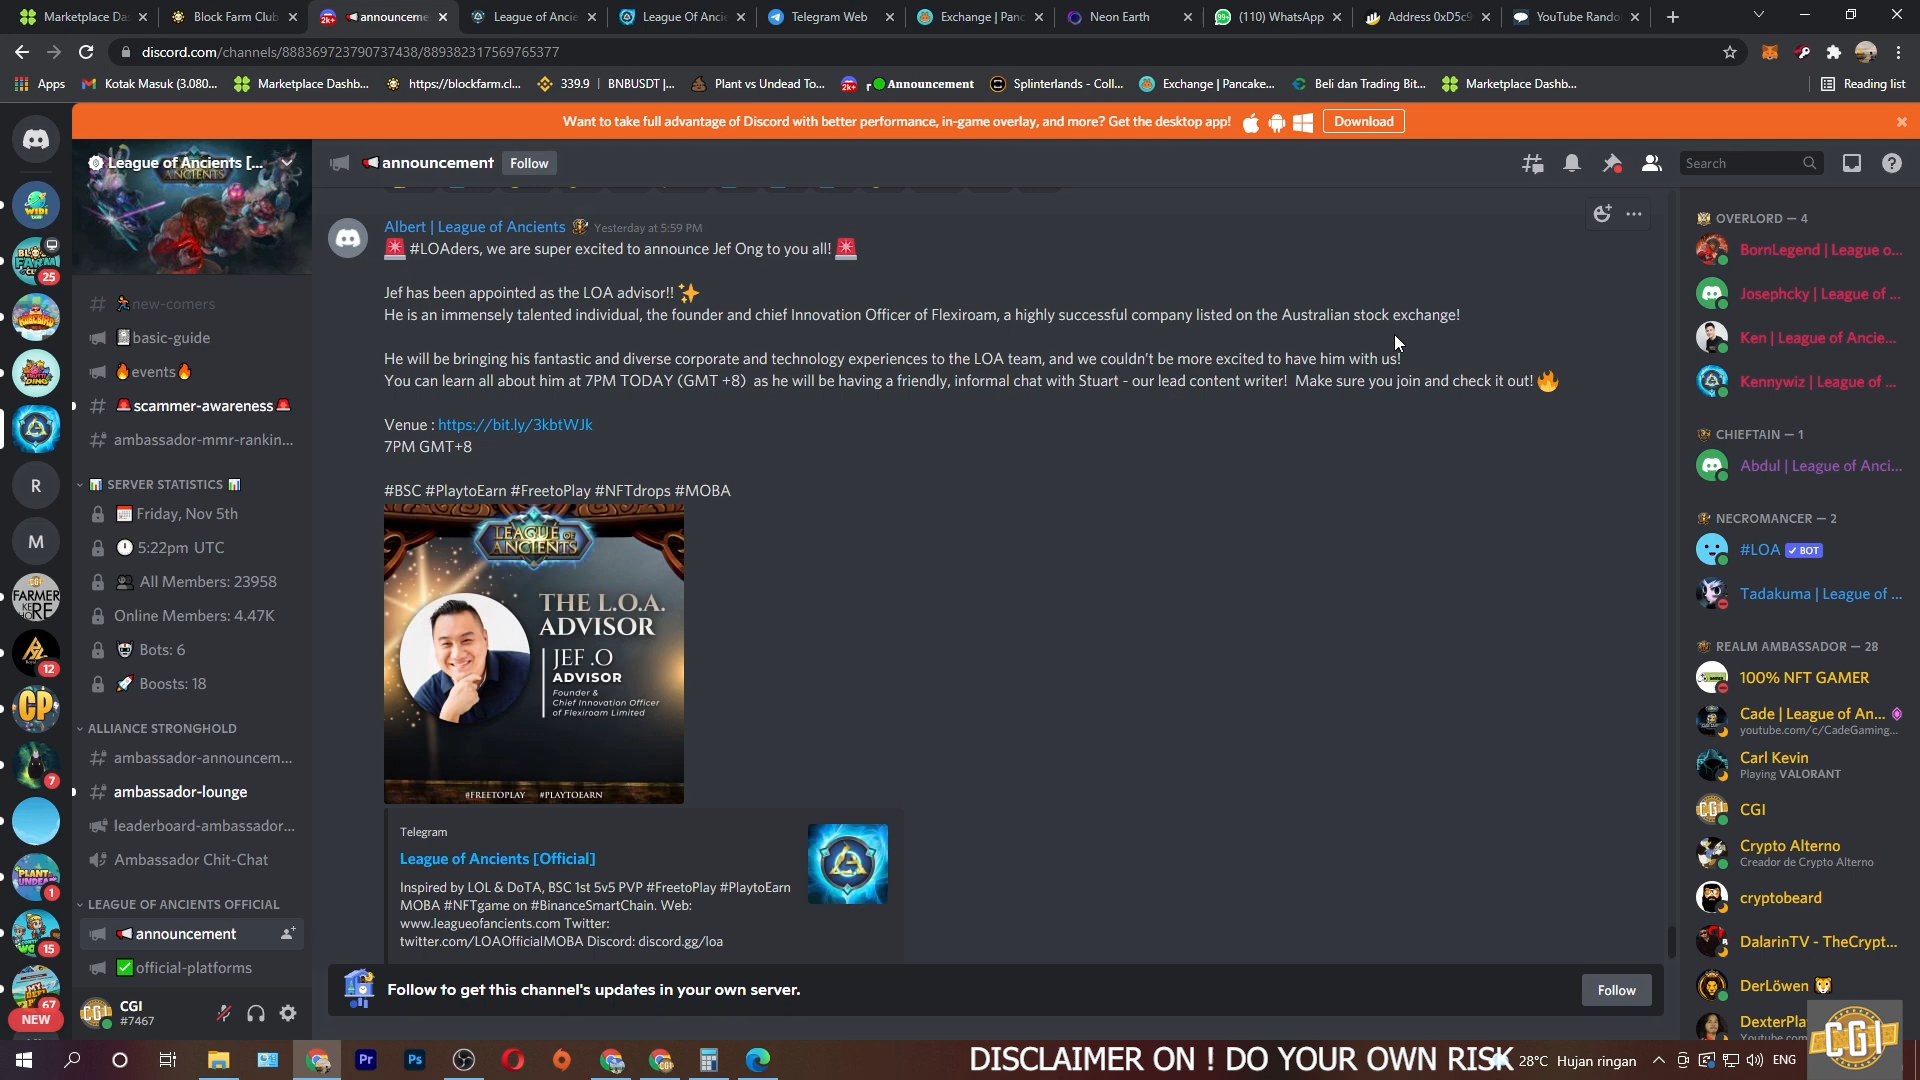 Marketplace Da
Block Farm Club
announceme
League of Ancie
League Of Ancie
Telegram Web
Exchange | Panc
Neon Earth
(110) WhatsApp
Address 0xD5c9
YouTube Rando
discord.com/channels/888369723790737438/889382317569765377
Apps
Kotak Masuk (3.080...
Marketplace Dashb...
https://blockfarm.cl...
339.9 | BNBUSDT |...
Plant vs Undead To...
Announcement
Splinterlands - Coll...
Exchange | Pancake...
Beli dan Trading Bit...
Marketplace Dashb...
Reading list
Want to take full advantage of Discord with better performance, in-game overlay, and more? Get the desktop app!
Download
League of Ancients [...
announcement
Follow
Search
new-comers
basic-guide
events
scammer-awareness
ambassador-mmr-rankin...
SERVER STATISTICS
Friday, Nov 5th
5:22pm UTC
All Members: 23958
Online Members: 4.47K
Bots: 6
Boosts: 18
ALLIANCE STRONGHOLD
ambassador-announcem...
ambassador-lounge
leaderboard-ambassador...
Ambassador Chit-Chat
LEAGUE OF ANCIENTS OFFICIAL
announcement
official-platforms
CGI
#7467
25
R
M
FARMER
12
CP
7
1
15
67
NEW
Albert | League of Ancients
Yesterday at 5:59 PM
#LOAders, we are super excited to announce Jef Ong to you all!
Jef has been appointed as the LOA advisor!!
He is an immensely talented individual, the founder and chief Innovation Officer of Flexiroam, a highly successful company listed on the Australian stock exchange!
He will be bringing his fantastic and diverse corporate and technology experiences to the LOA team, and we couldn't be more excited to have him with us!
You can learn all about him at 7PM TODAY (GMT +8) as he will be having a friendly, informal chat with Stuart - our lead content writer! Make sure you join and check it out!
Venue : https://bit.ly/3kbtWJk
7PM GMT+8
#BSC #PlaytoEarn #FreetoPlay #NFTdrops #MOBA
LEAGUE OF
ANCIENTS
THE L.O.A.
ADVISOR
JEF .O
ADVISOR
Founder &
Chief Innovation Officer
of Flexiroam Limited
#FREETOPLAY #PLAYTOEARN
Telegram
League of Ancients [Official]
Inspired by LOL & DoTA, BSC 1st 5v5 PVP #FreetoPlay #PlaytoEarn
MOBA #NFTgame on #BinanceSmartChain. Web:
www.leagueofancients.com Twitter:
twitter.com/LOAOfficialMOBA Discord: discord.gg/loa
Follow to get this channel's updates in your own server.
Follow
OVERLORD — 4
BornLegend | League o...
Josephcky | League of ...
Ken | League of Ancie...
Kennywiz | League of ...
CHIEFTAIN — 1
Abdul | League of Anci...
NECROMANCER — 2
#LOA BOT
Tadakuma | League of ...
REALM AMBASSADOR — 28
100% NFT GAMER
Cade | League of An...
youtube.com/c/CadeGaming...
Carl Kevin
Playing VALORANT
CGI
Crypto Alterno
Creador de Crypto Alterno
cryptobeard
DalarinTV - TheCrypt...
DerLöwen
DexterPla
CGI
DISCLAIMER ON ! DO YOUR OWN RISK
28°C Hujan ringan
ENG